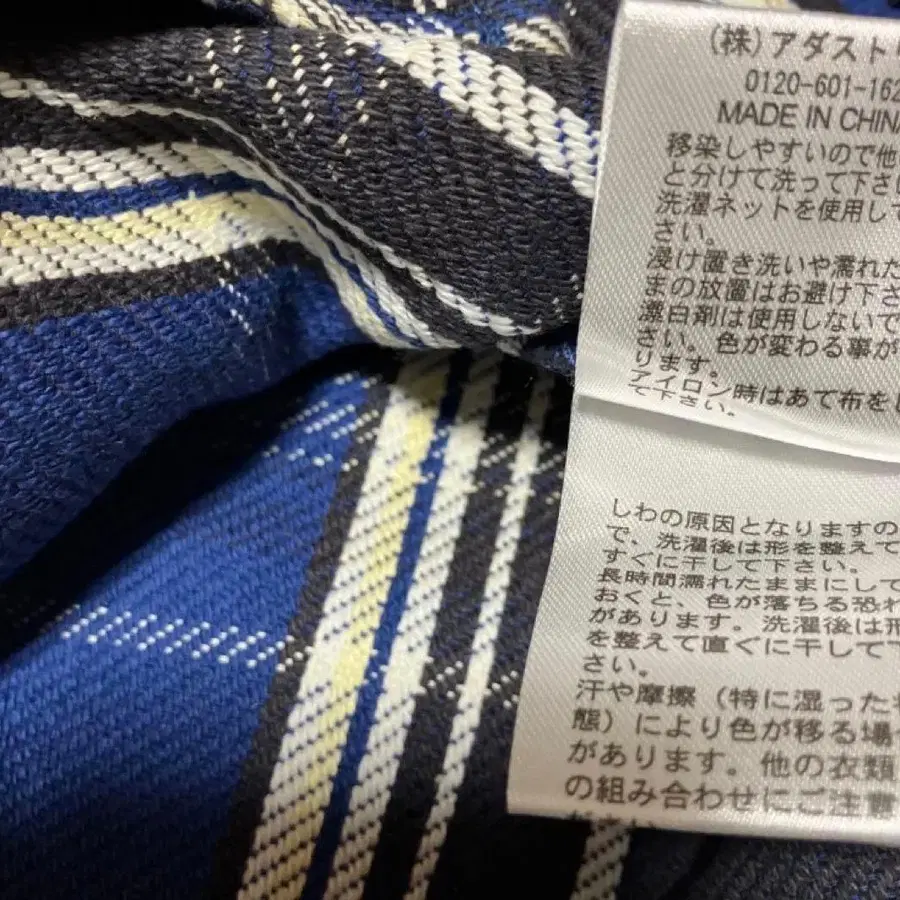 (株)アダストリ
0120-601-162
MADE IN CHINA
移染しやすいので他の
と分けて洗って下さい
洗濯ネットを使用して
さい。
浸け置き洗いや濡れた
まの放置はお避け下さ
漂白剤は使用しないで
さい。色が変わる事が
ります。
アイロン時はあて布をし
て下さい。
しわの原因となりますの
で、洗濯後は形を整えて
すぐに干して下さい。
長時間濡れたままにして
おくと、色が落ちる恐れ
があります。洗濯後は形
を整えて直ぐに干して下
さい。
汗や摩擦（特に湿った状
態）により色が移る場合
があります。他の衣類
の組み合わせにご注意